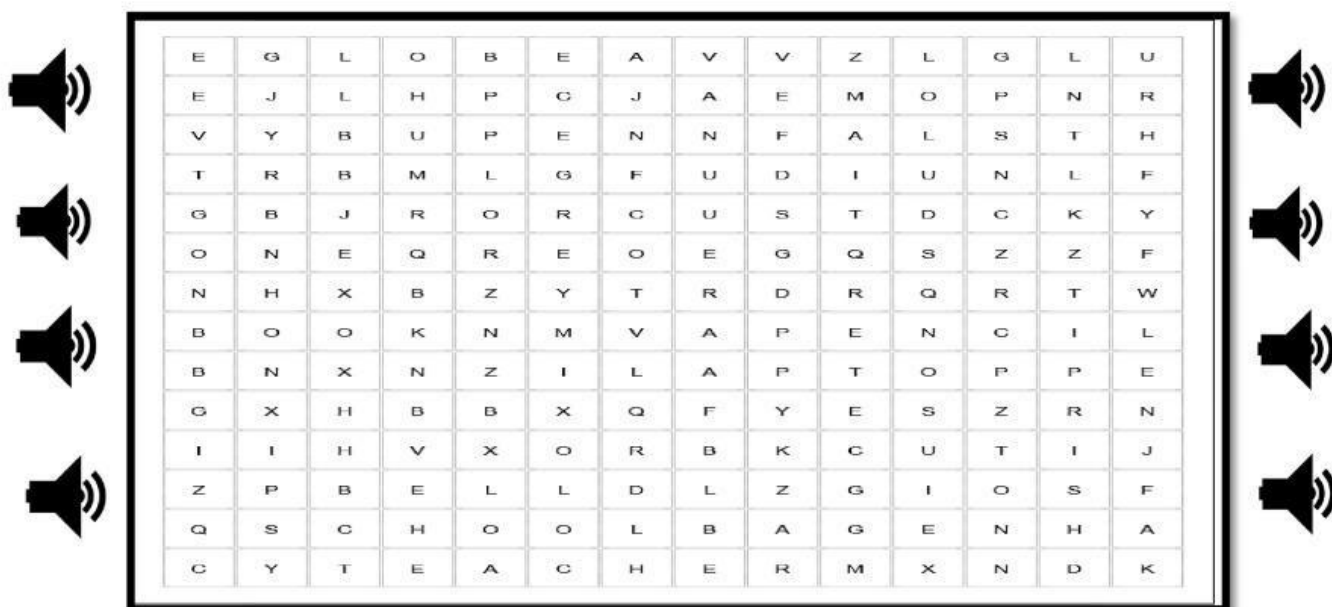 E G L O B E A V V Z L G L U
E J L H P C J A E M O P N R
V Y B U P E N N F A L S T H
T R B M L G F U D I U N L F
G B J R O R C U S T D C K Y
O N E Q R E O E G Q S Z Z F
N H X B Z Y T R D R Q R T W
B O O K N M V A P E N C I L
B N X N Z I L A P T O P P E
G X H B B X Q F Y E S Z R N
I I H V X O R B K C U T I J
Z P B E L L D L Z G I O S F
Q S C H O O L B A G E N H A
C Y T E A C H E R M X N D K